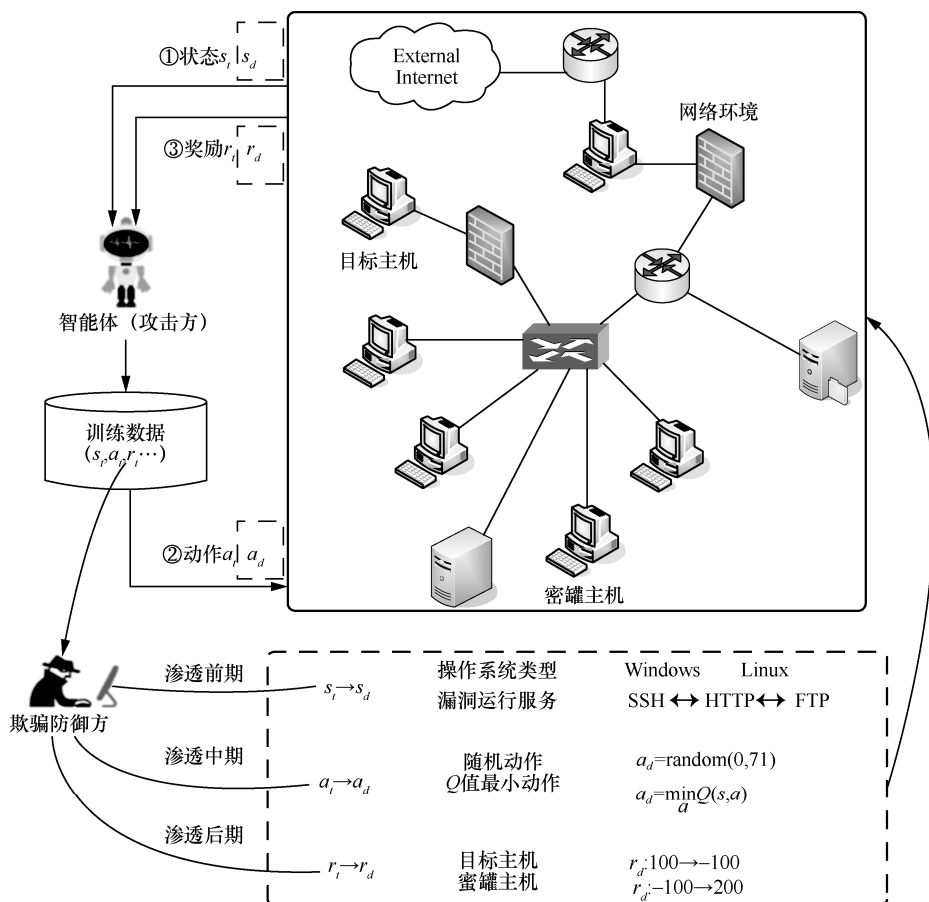 ①状态s_t s_d
External
Internet
网络环境
③奖励r_t r_d
目标主机
智能体（攻击方）
训练数据
(s_t,a_t,r_t…)
②动作a_t a_d
密罐主机
渗透前期
s_t→s_d
操作系统类型 Windows Linux
漏洞运行服务 SSH↔HTTP↔FTP
欺骗防御方
渗透中期
a_t→a_d
随机动作 a_d=random(0,71)
Q值最小动作 a_d=min Q(s,a)
a
渗透后期
r_t→r_d
目标主机 r_d:100→–100
蜜罐主机 r_d:–100→200